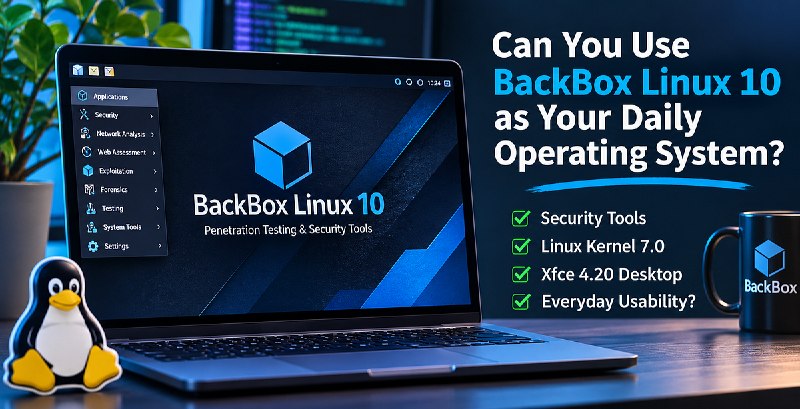 Can You Use
BackBox Linux 10
as Your Daily
Operating System?
Security Tools
Linux Kernel 7.0
Xfce 4.20 Desktop
Everyday Usability?
10:24
Applications
Security
Network Analysis
Web Assessment
Exploitation
Forensics
Testing
System Tools
Settings
BackBox Linux 10
Penetration Testing & Security Tools
BackBox